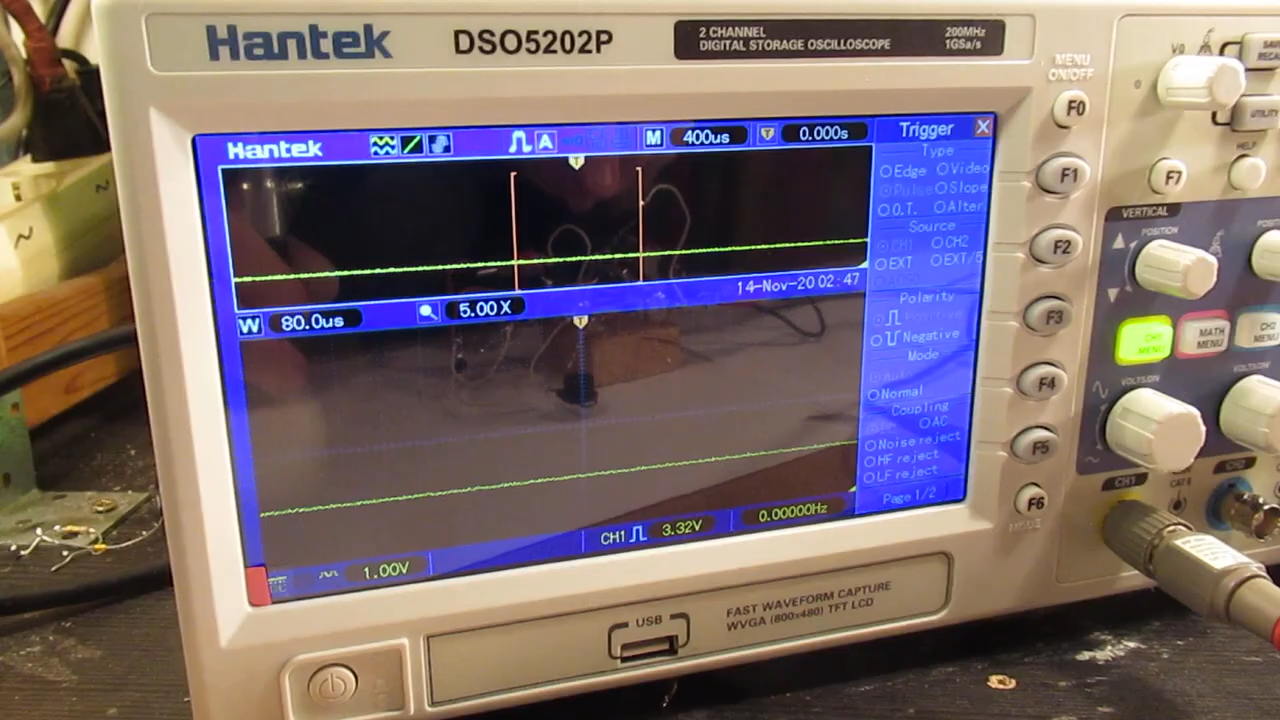 Hantek DSO5202P
2 CHANNEL
DIGITAL STORAGE OSCILLOSCOPE
200MHz
1GSa/s
Hantek A M 400us T 0.000s
T
14-Nov-20 02:47
W 80.0us 5.00X
T
CH1 3.32V 0.00000Hz
1.00V
Trigger X
Type
Edge Video
Pulse Slope
O.T. Alter
Source
CH1 CH2
EXT EXT/5
Polarity
Positive
Negative
Mode
Auto
Normal
Coupling
AC
Noise reject
HF reject
LF reject
Page 1/2
MENU
ON/OFF
F0
F1
F2
F3
F4
F5
F6
F7
HELP
UTILITY
VERTICAL
POSITION
CH1
MENU
MATH
MENU
CH2
MENU
VOLTS/DIV
CH1
CH2
USB
FAST WAVEFORM CAPTURE
WVGA (800x480) TFT LCD